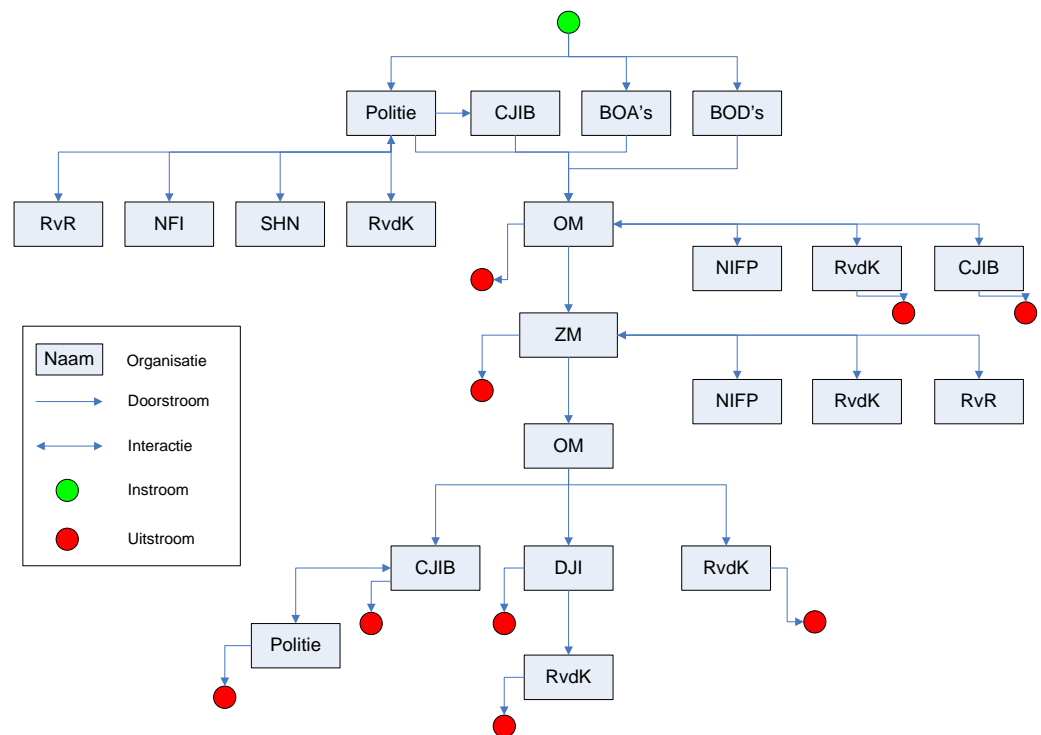 Politie
CJIB
BOA's
BOD's
RvR
NFI
SHN
RvdK
OM
NIFP
RvdK
CJIB
ZM
NIFP
RvdK
RvR
Naam
Organisatie
Doorstroom
Interactie
Instroom
Uitstroom
OM
CJIB
DJI
RvdK
Politie
RvdK